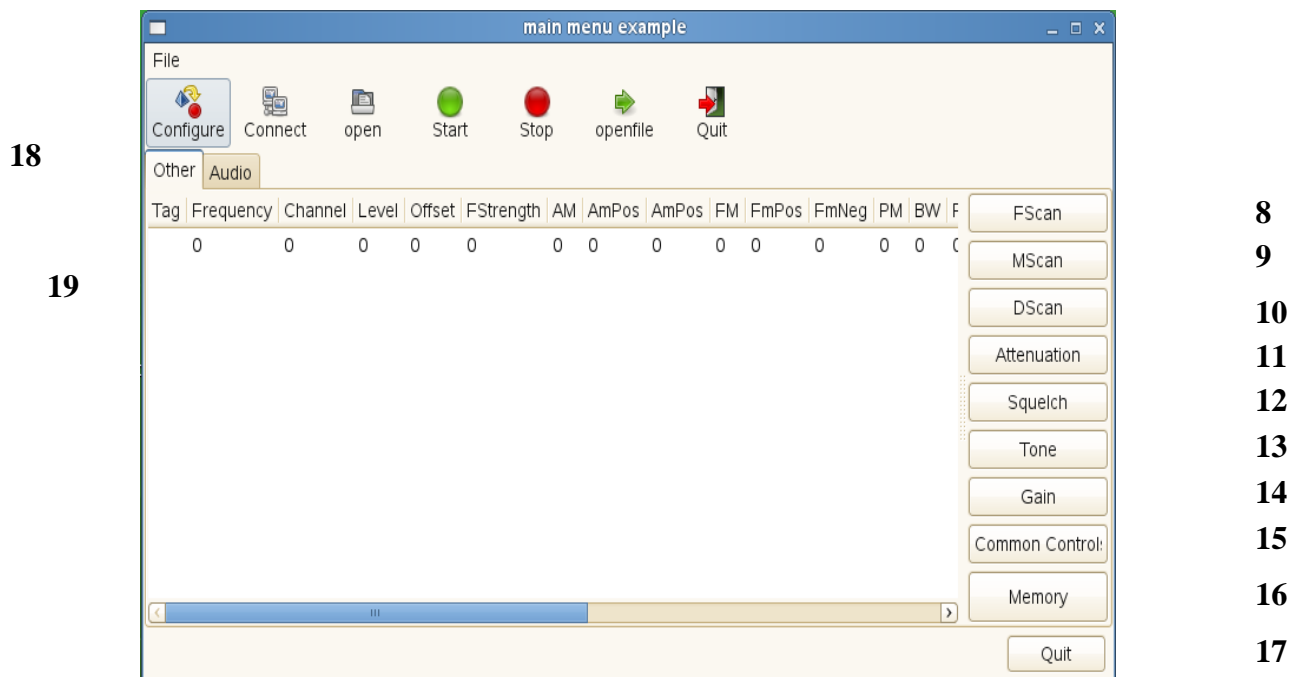 main menu example
File
Configure Connect open Start Stop openfile Quit
18
Other Audio
Tag Frequency Channel Level Offset FStrength AM AmPos AmPos FM FmPos FmNeg PM BW F
FScan 8
0 0 0 0 0 0 0 0 0 0 0 0 0 0
MScan 9
19
DScan 10
Attenuation 11
Squelch 12
Tone 13
Gain 14
Common Controls 15
Memory 16
Quit 17